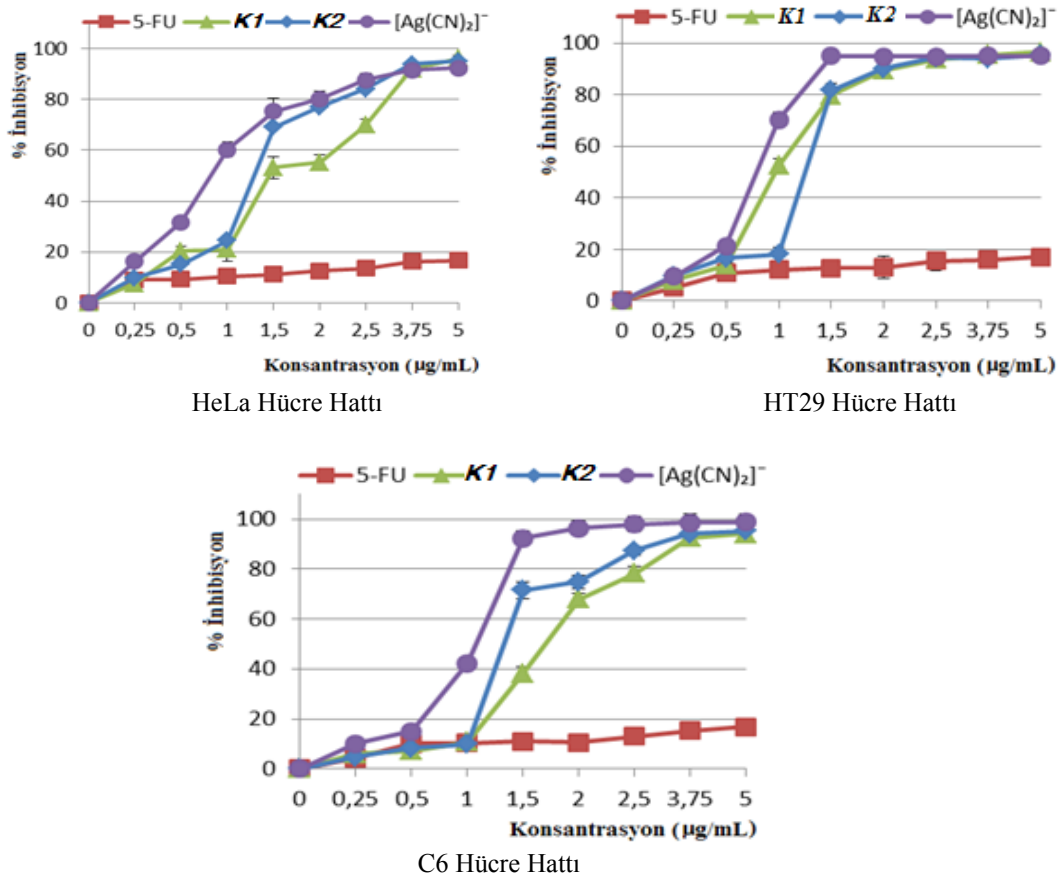 5-FU K1 K2 [Ag(CN)₂]⁻
% İnhibisyon
100
80
60
40
20
0
0 0,25 0,5 1 1,5 2 2,5 3,75 5
Konsantrasyon (µg/mL)
HeLa Hücre Hattı
5-FU K1 K2 [Ag(CN)₂]⁻
% İnhibisyon
100
80
60
40
20
0
0 0,25 0,5 1 1,5 2 2,5 3,75 5
Konsantrasyon (µg/mL)
HT29 Hücre Hattı
5-FU K1 K2 [Ag(CN)₂]⁻
% İnhibisyon
100
80
60
40
20
0
0 0,25 0,5 1 1,5 2 2,5 3,75 5
Konsantrasyon (µg/mL)
C6 Hücre Hattı